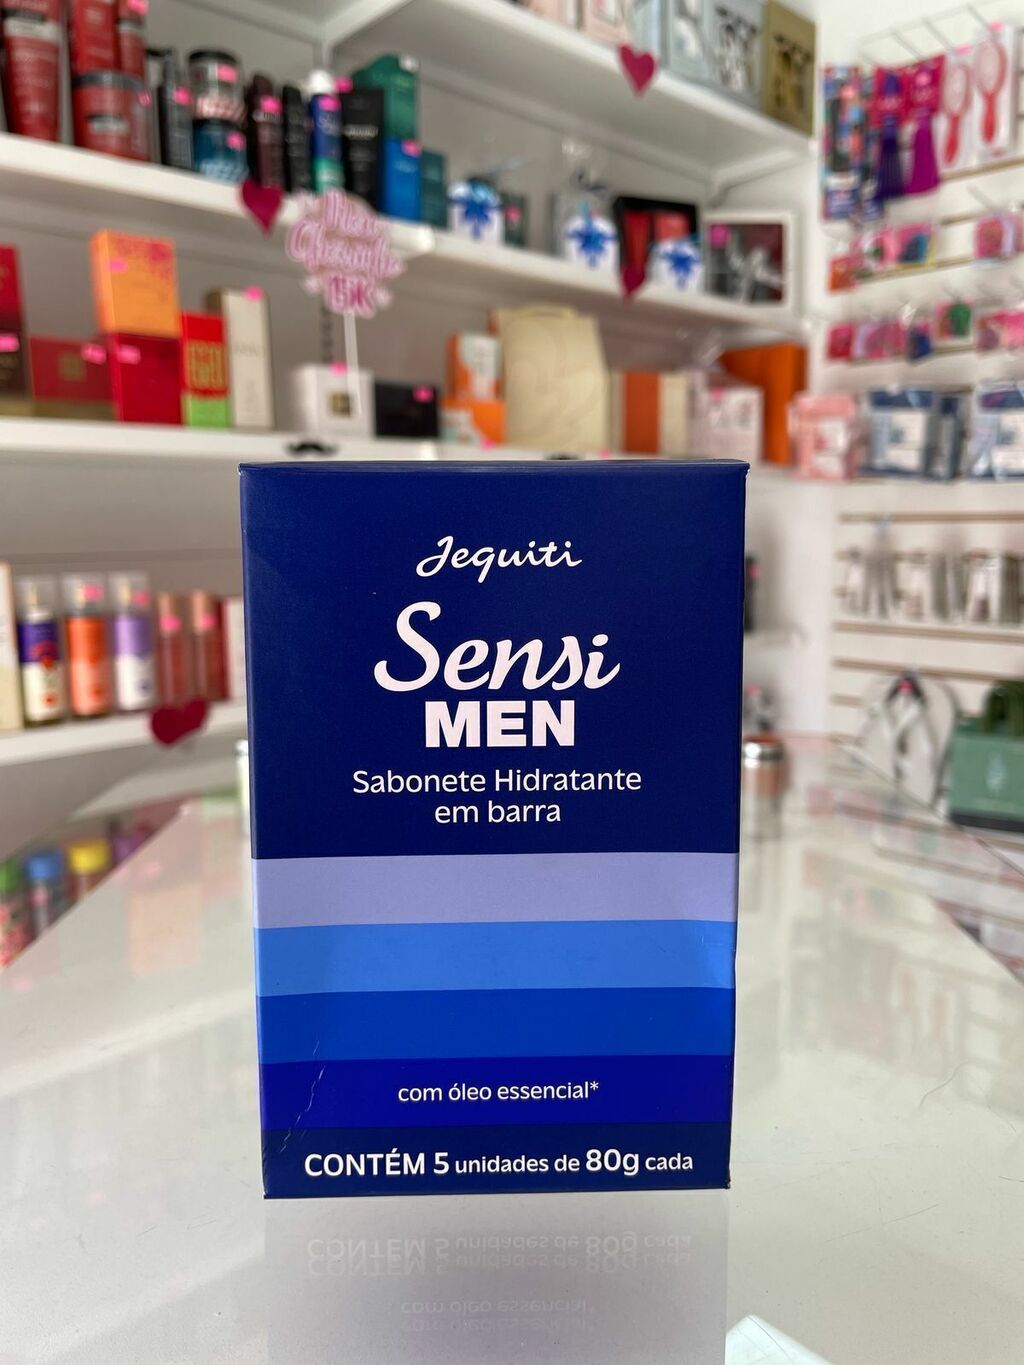 Jequiti
Sensi
MEN
Sabonete Hidratante
em barra
com óleo essencial*
CONTÉM 5 unidades de 80g cada